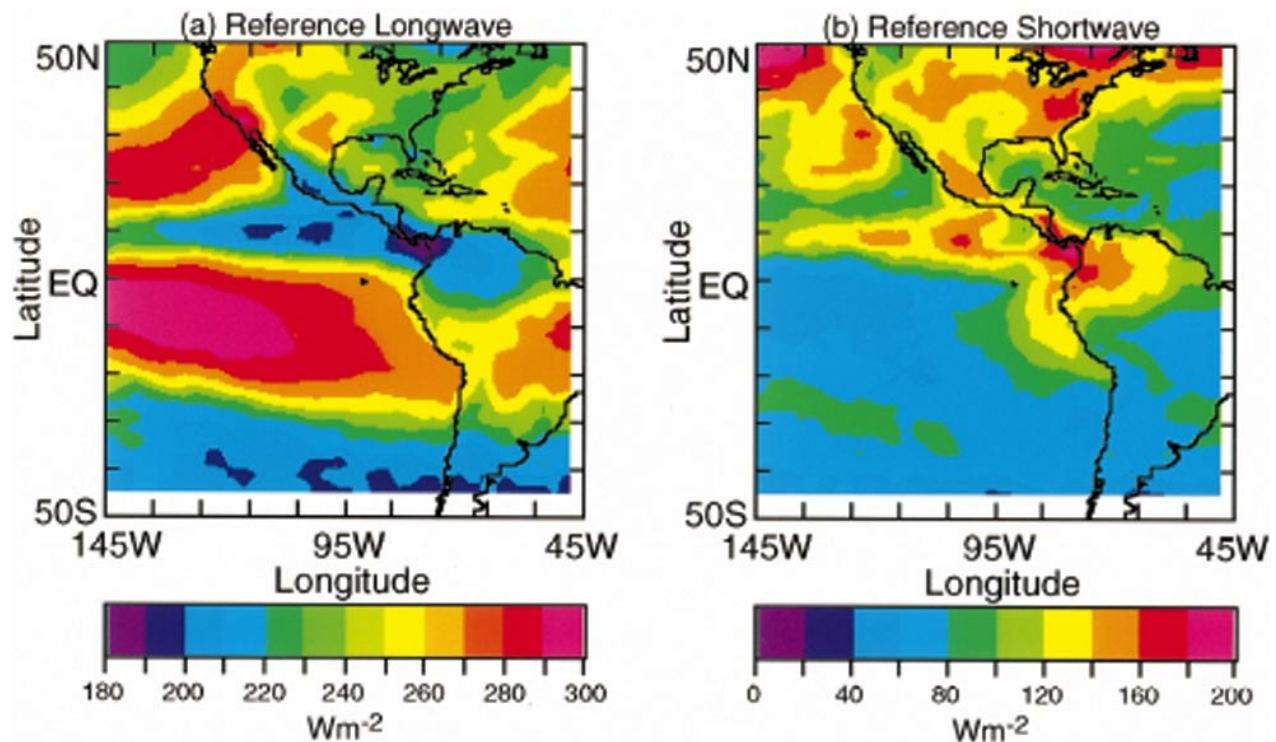 (a) Reference Longwave
50N
EQ
50S
Latitude
145W 95W 45W
Longitude
180 200 220 240 260 280 300
Wm-2
(b) Reference Shortwave
50N
EQ
50S
Latitude
145W 95W 45W
Longitude
0 40 80 120 160 200
Wm-2